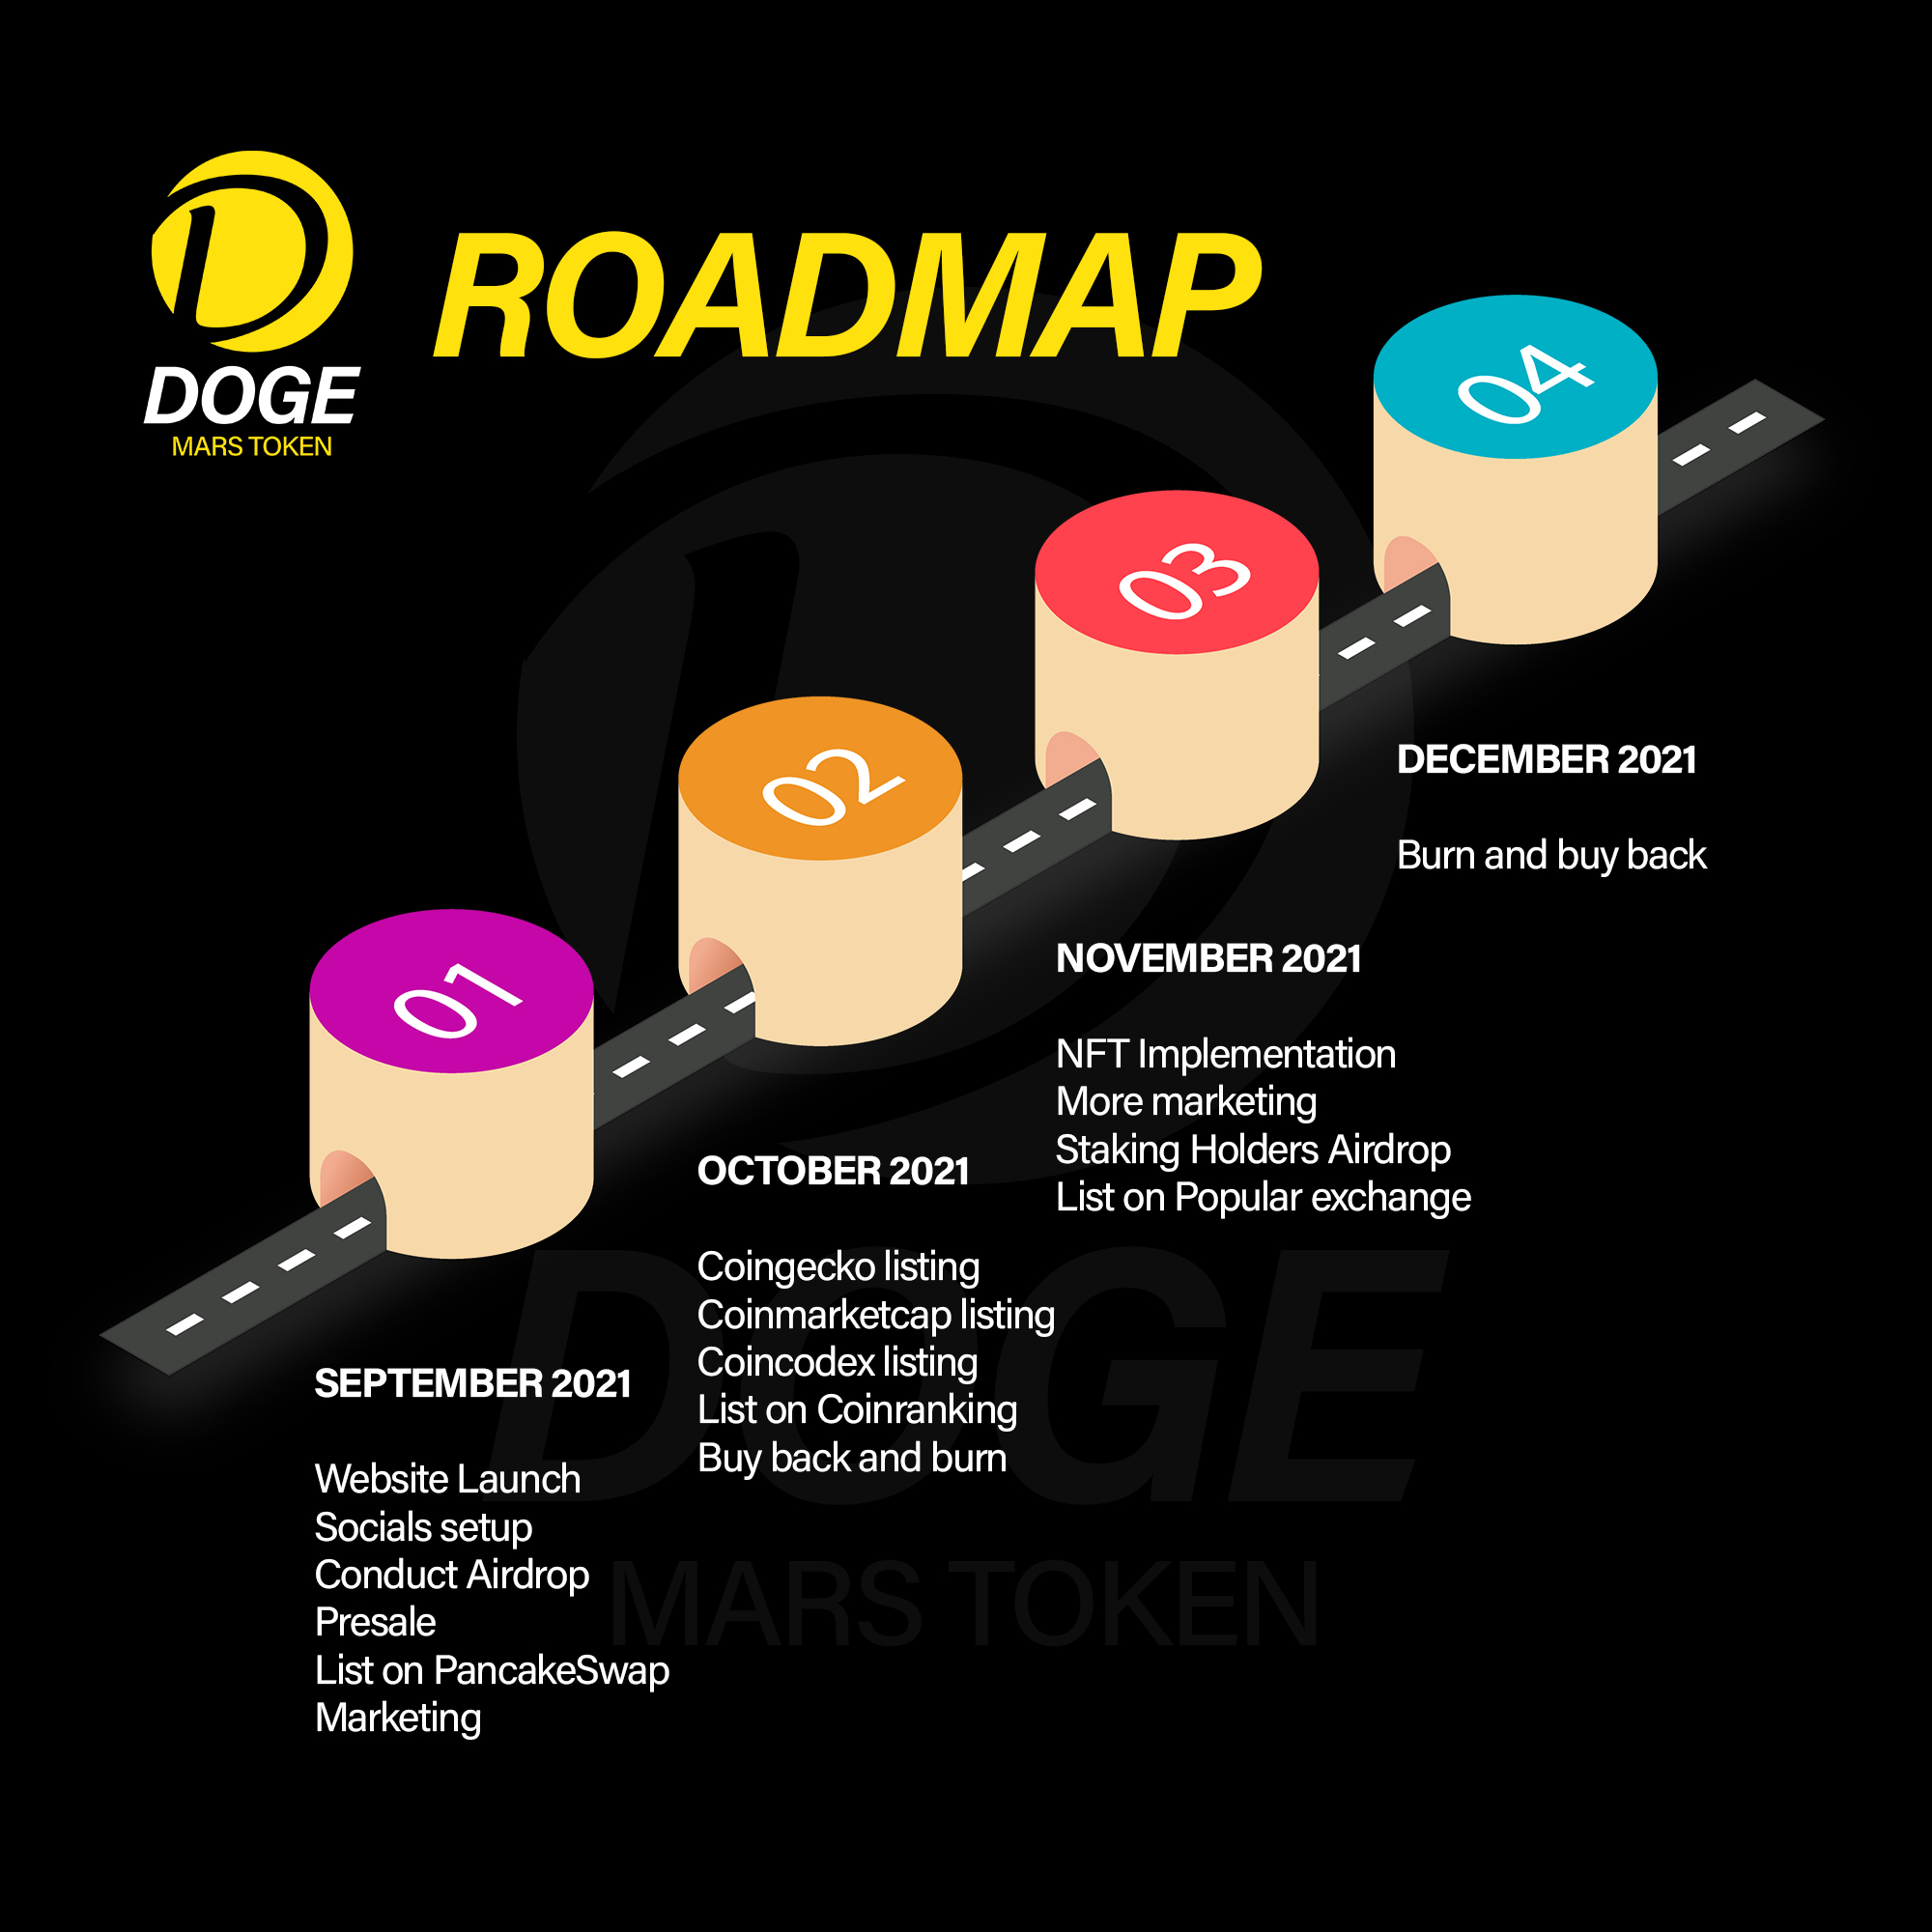 DOGE
MARS TOKEN
ROADMAP
01
02
03
04
SEPTEMBER 2021
Website Launch
Socials setup
Conduct Airdrop
Presale
List on PancakeSwap
Marketing
OCTOBER 2021
Coingecko listing
Coinmarketcap listing
Coincodex listing
List on Coinranking
Buy back and burn
NOVEMBER 2021
NFT Implementation
More marketing
Staking Holders Airdrop
List on Popular exchange
DECEMBER 2021
Burn and buy back
DOGE
MARS TOKEN